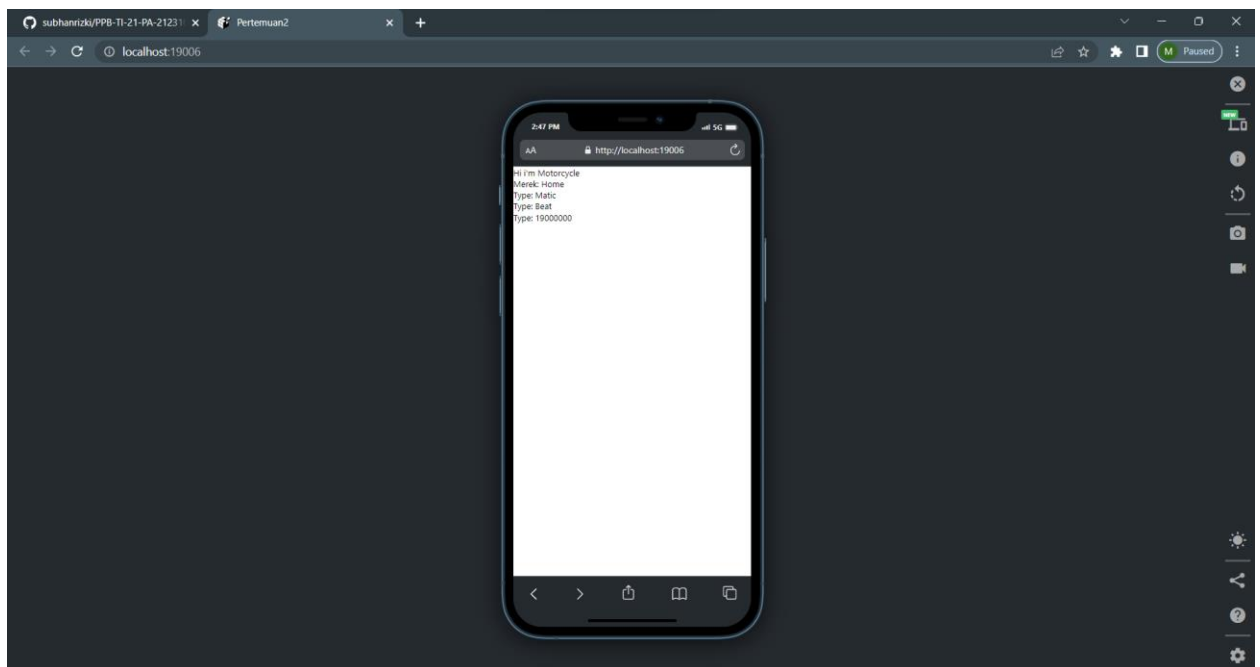 subhanrizki/PPB-TI-21-PA-21231
Pertemuan2
localhost:19006
M Paused
NEW
2:47 PM
5G
AA
http://localhost:19006
Hi i'm Motorcycle
Merek: Home
Type: Matic
Type: Beat
Type: 19000000